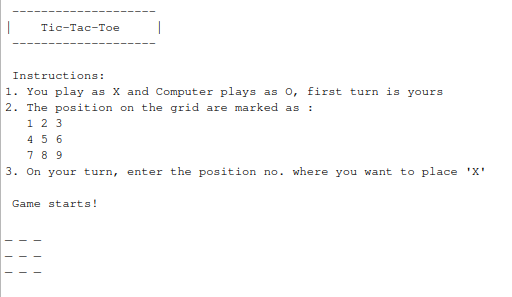 --------------------
|    Tic-Tac-Toe     |
--------------------
Instructions:
1. You play as X and Computer plays as O, first turn is yours
2. The position on the grid are marked as :
1 2 3
4 5 6
7 8 9
3. On your turn, enter the position no. where you want to place 'X'
Game starts!
_ _ _
_ _ _
_ _ _